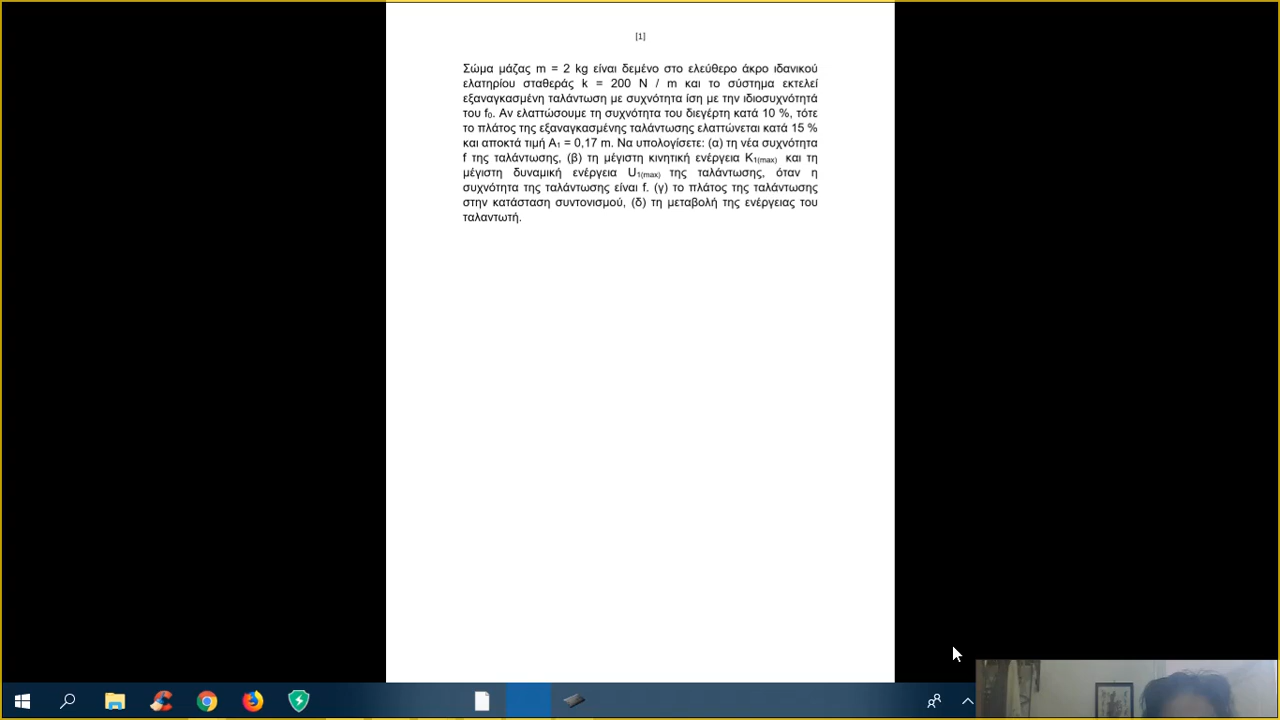 [1]
Σώμα μάζας m = 2 kg είναι δεμένο στο ελεύθερο άκρο ιδανικού
ελατηρίου σταθεράς k = 200 N / m και το σύστημα εκτελεί
εξαναγκασμένη ταλάντωση με συχνότητα ίση με την ιδιοσυχνότητά
του f₀. Αν ελαττώσουμε τη συχνότητα του διεγέρτη κατά 10 %, τότε
το πλάτος της εξαναγκασμένης ταλάντωσης ελαττώνεται κατά 15 %
και αποκτά τιμή A₁ = 0,17 m. Να υπολογίσετε: (α) τη νέα συχνότητα
f της ταλάντωσης, (β) τη μέγιστη κινητική ενέργεια K₁(max) και τη
μέγιστη δυναμική ενέργεια U₁(max) της ταλάντωσης, όταν η
συχνότητα της ταλάντωσης είναι f. (γ) το πλάτος της ταλάντωσης
στην κατάσταση συντονισμού, (δ) τη μεταβολή της ενέργειας του
ταλαντωτή.